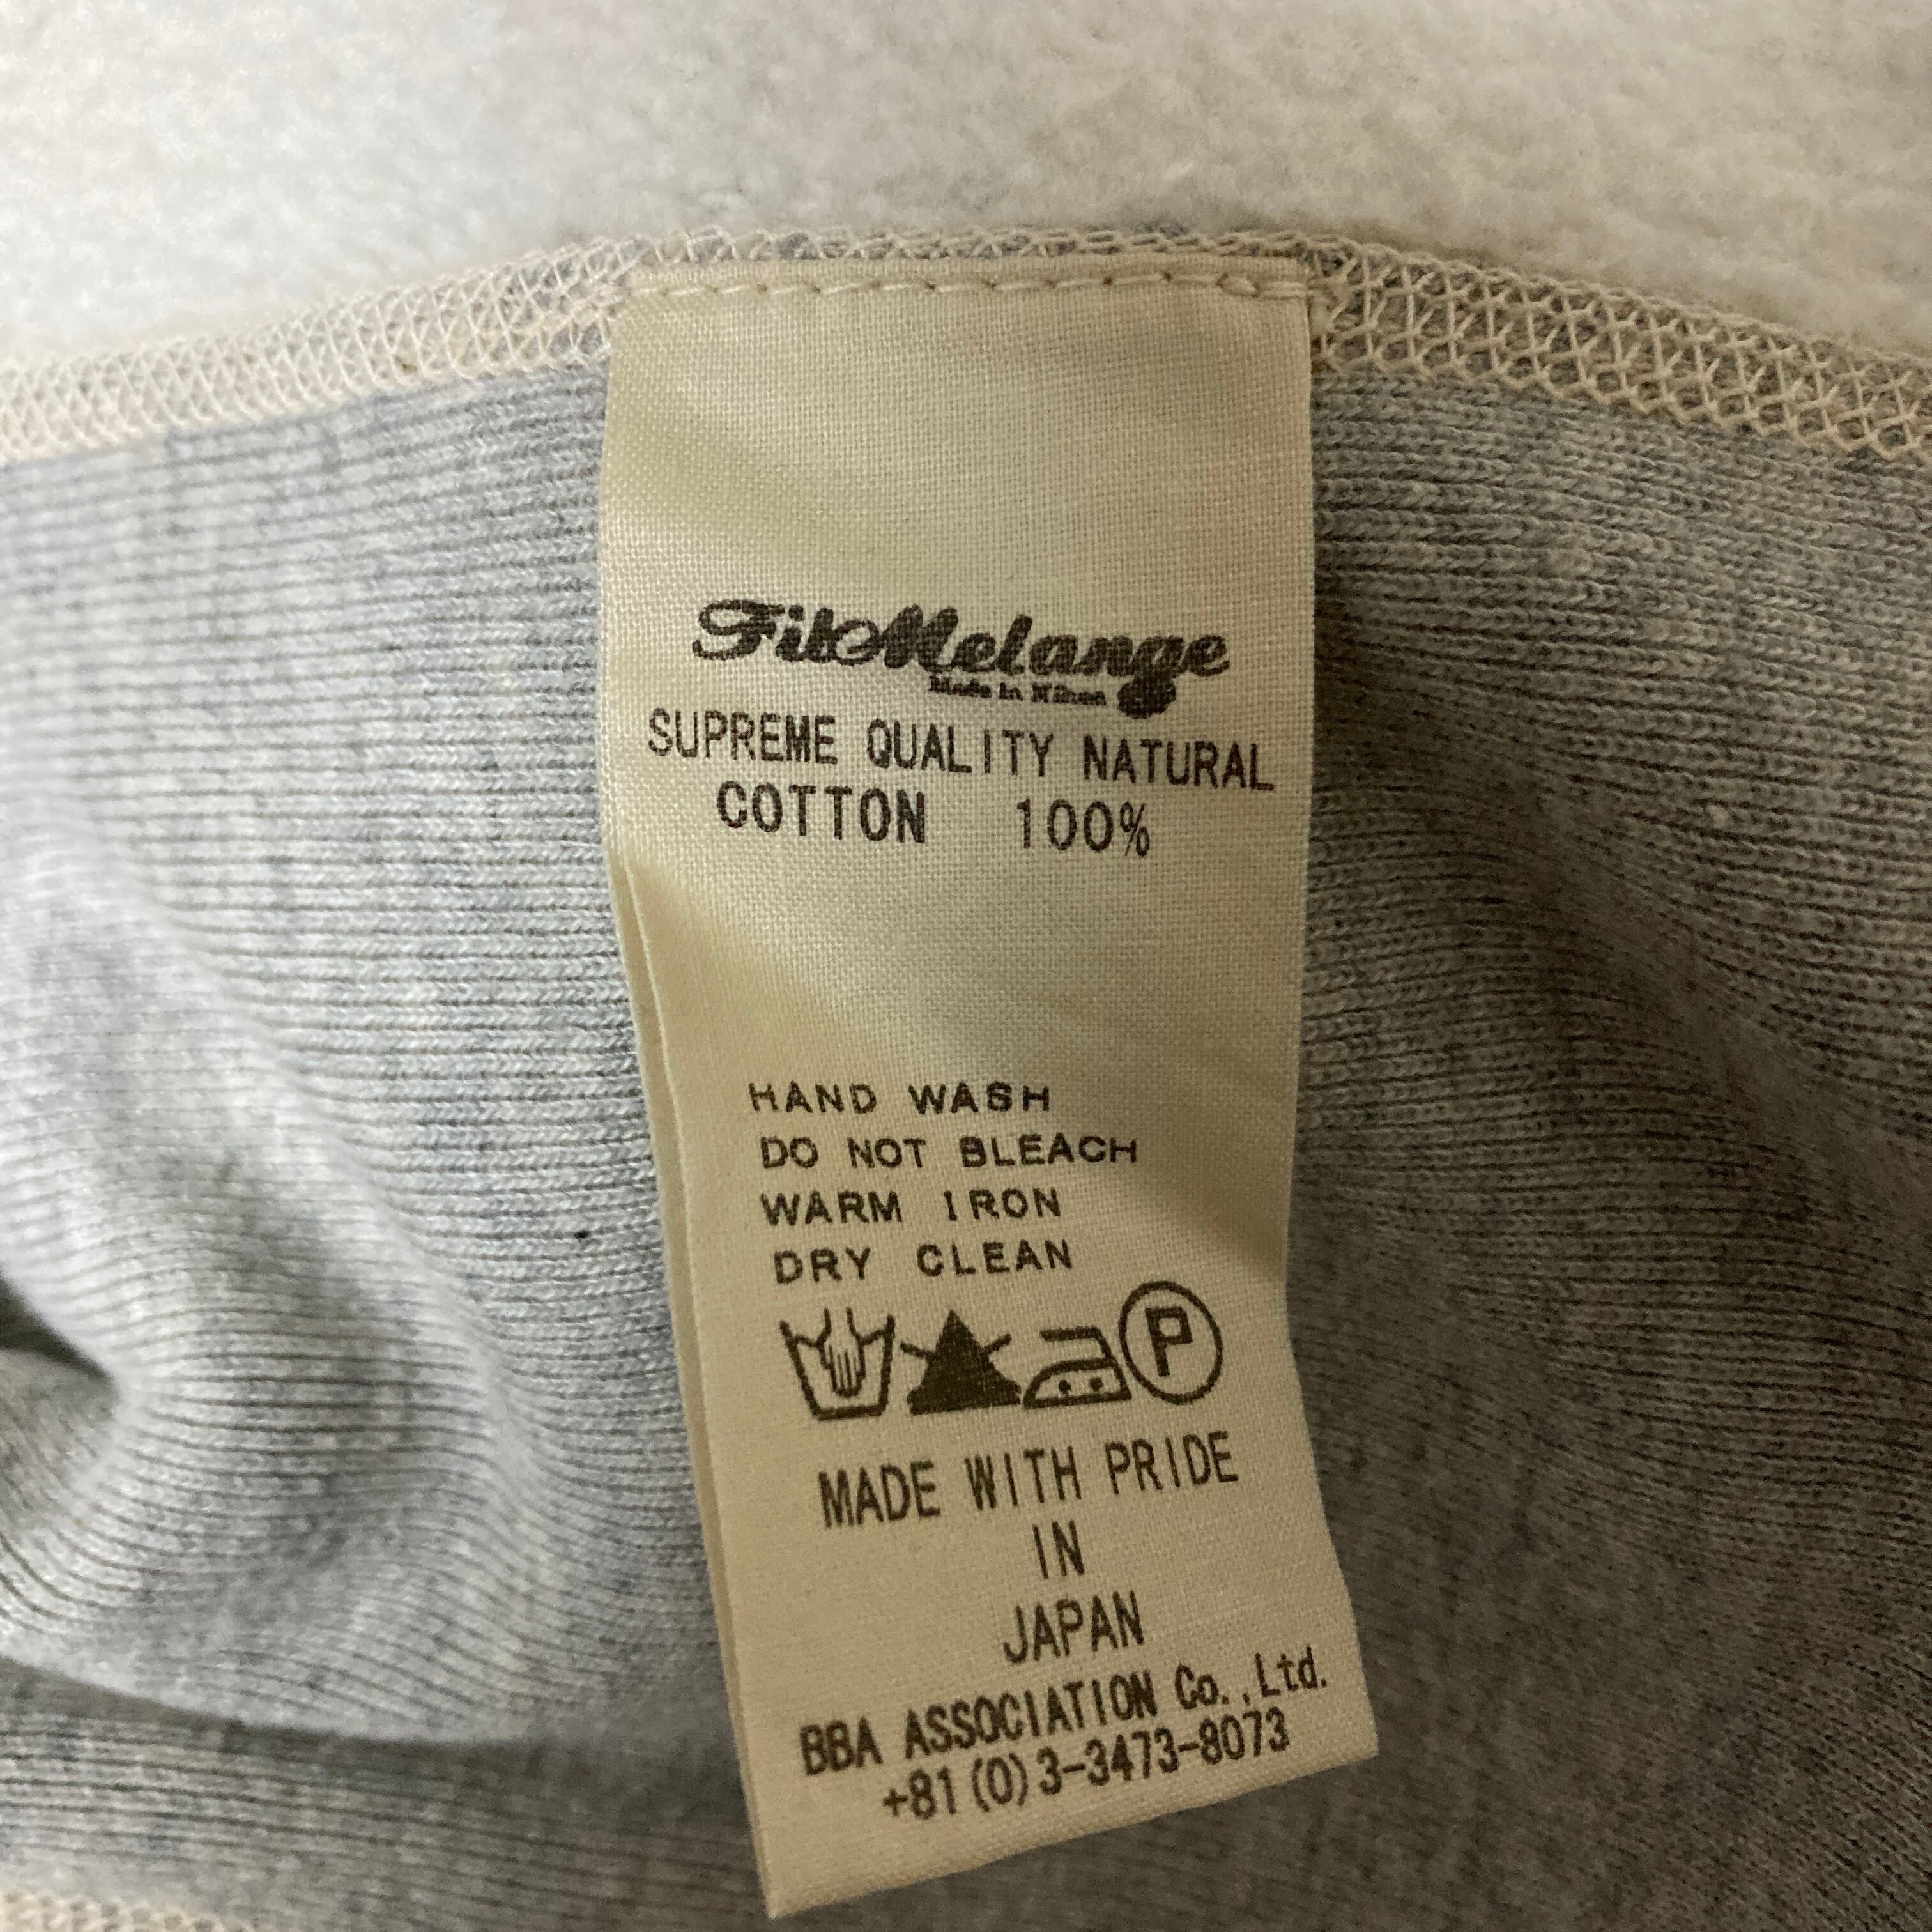 FilMelange
Made in Nihon
SUPREME QUALITY NATURAL
COTTON 100%
HAND WASH
DO NOT BLEACH
WARM IRON
DRY CLEAN
P
MADE WITH PRIDE
IN
JAPAN
BBA ASSOCIATION Co.,Ltd.
+81(0)3-3473-8073